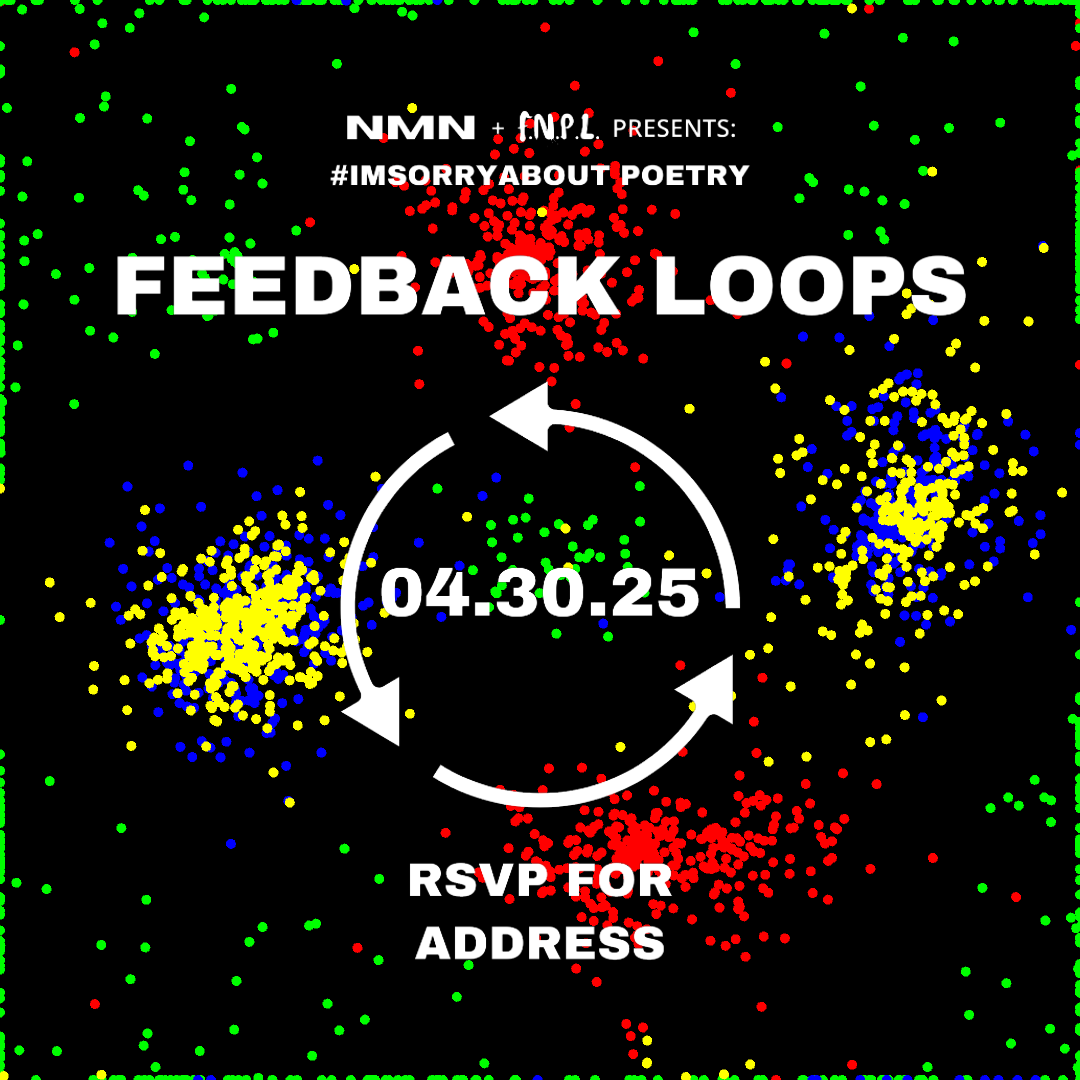 NMN + F.N.P.L. PRESENTS:
#IMSORRYABOUT POETRY
FEEDBACK LOOPS
04.30.25
RSVP FOR
ADDRESS